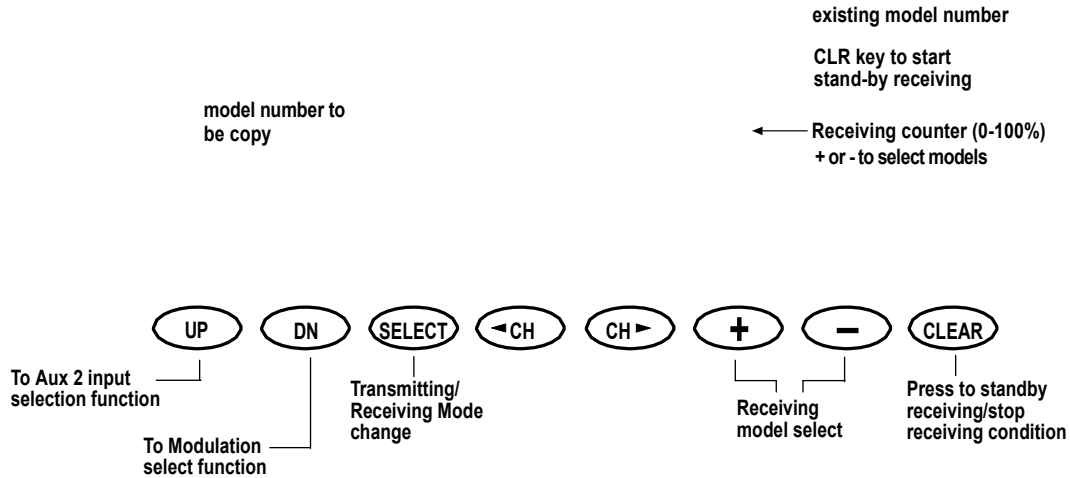 existing model number
CLR key to start
stand-by receiving
model number to
be copy
Receiving counter (0-100%)
+ or - to select models
UP
DN
SELECT
◄CH
CH►
+
−
CLEAR
To Aux 2 input
selection function
To Modulation
select function
Transmitting/
Receiving Mode
change
Receiving
model select
Press to standby
receiving/stop
receiving condition